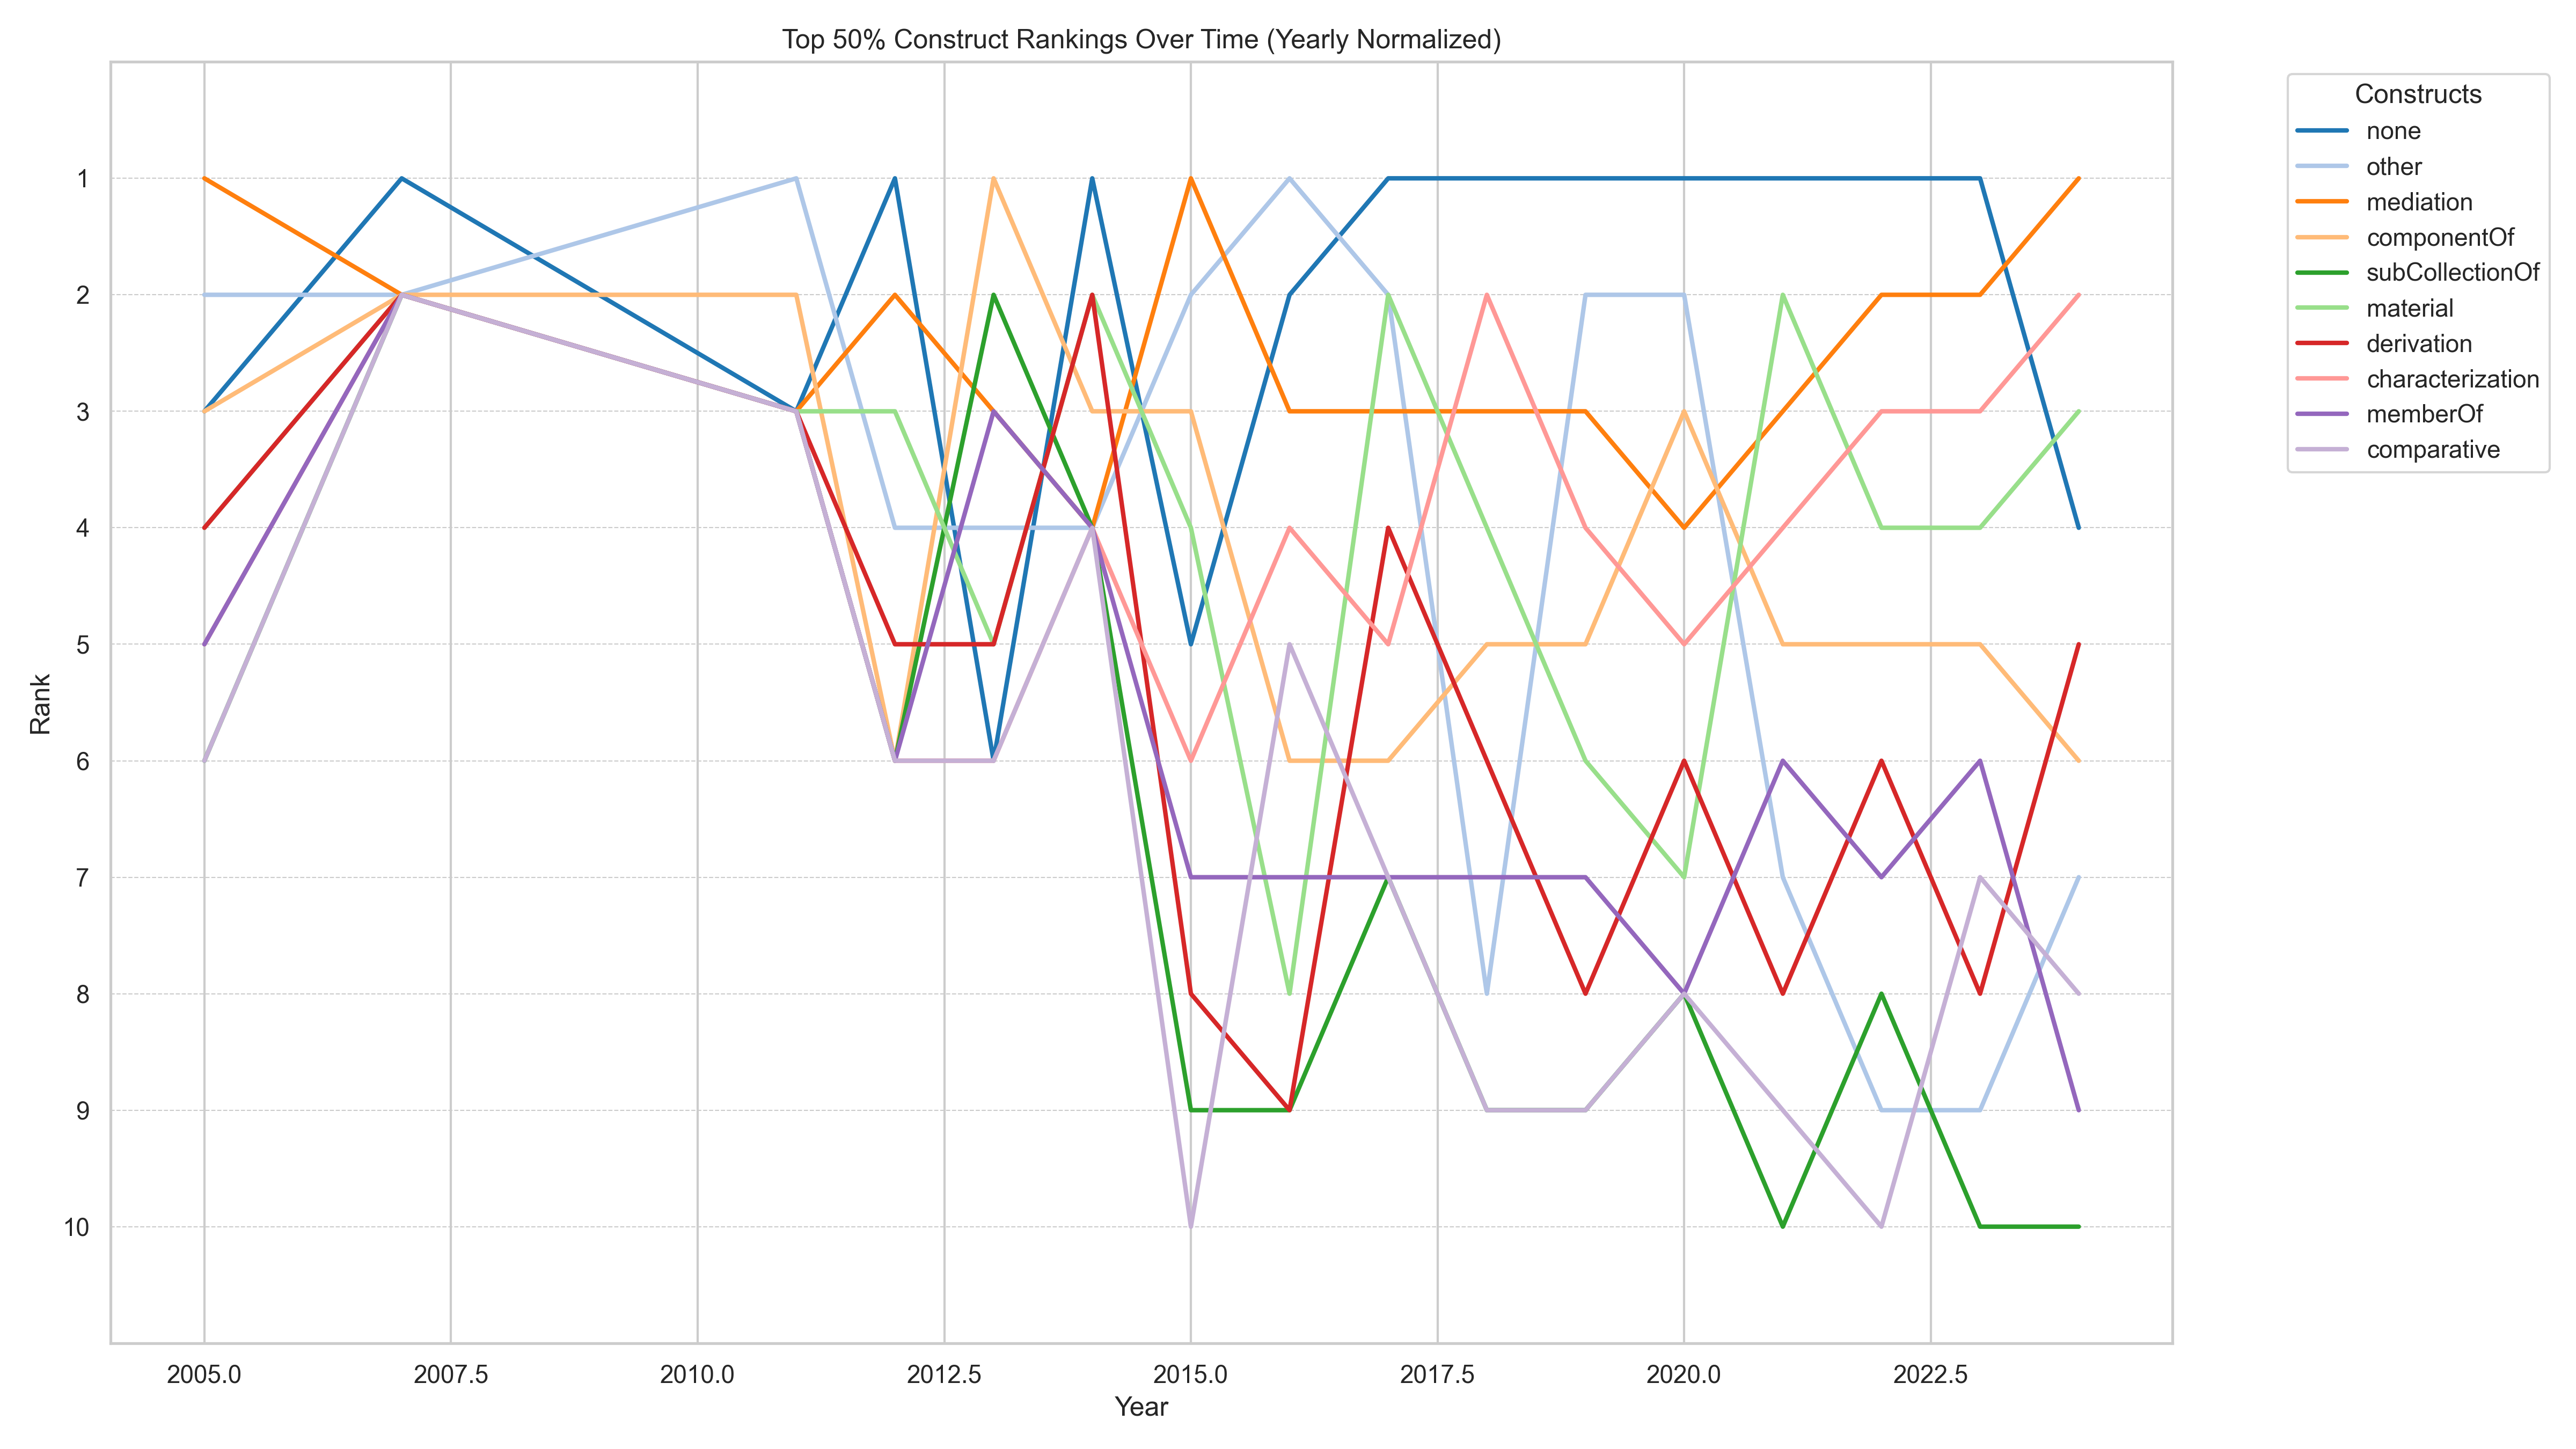 Top 50% Construct Rankings Over Time (Yearly Normalized)
Constructs
none
other
mediation
componentOf
subCollectionOf
material
derivation
characterization
memberOf
comparative
Rank
1
2
3
4
5
6
7
8
9
10
2005.0 2007.5 2010.0 2012.5 2015.0 2017.5 2020.0 2022.5
Year